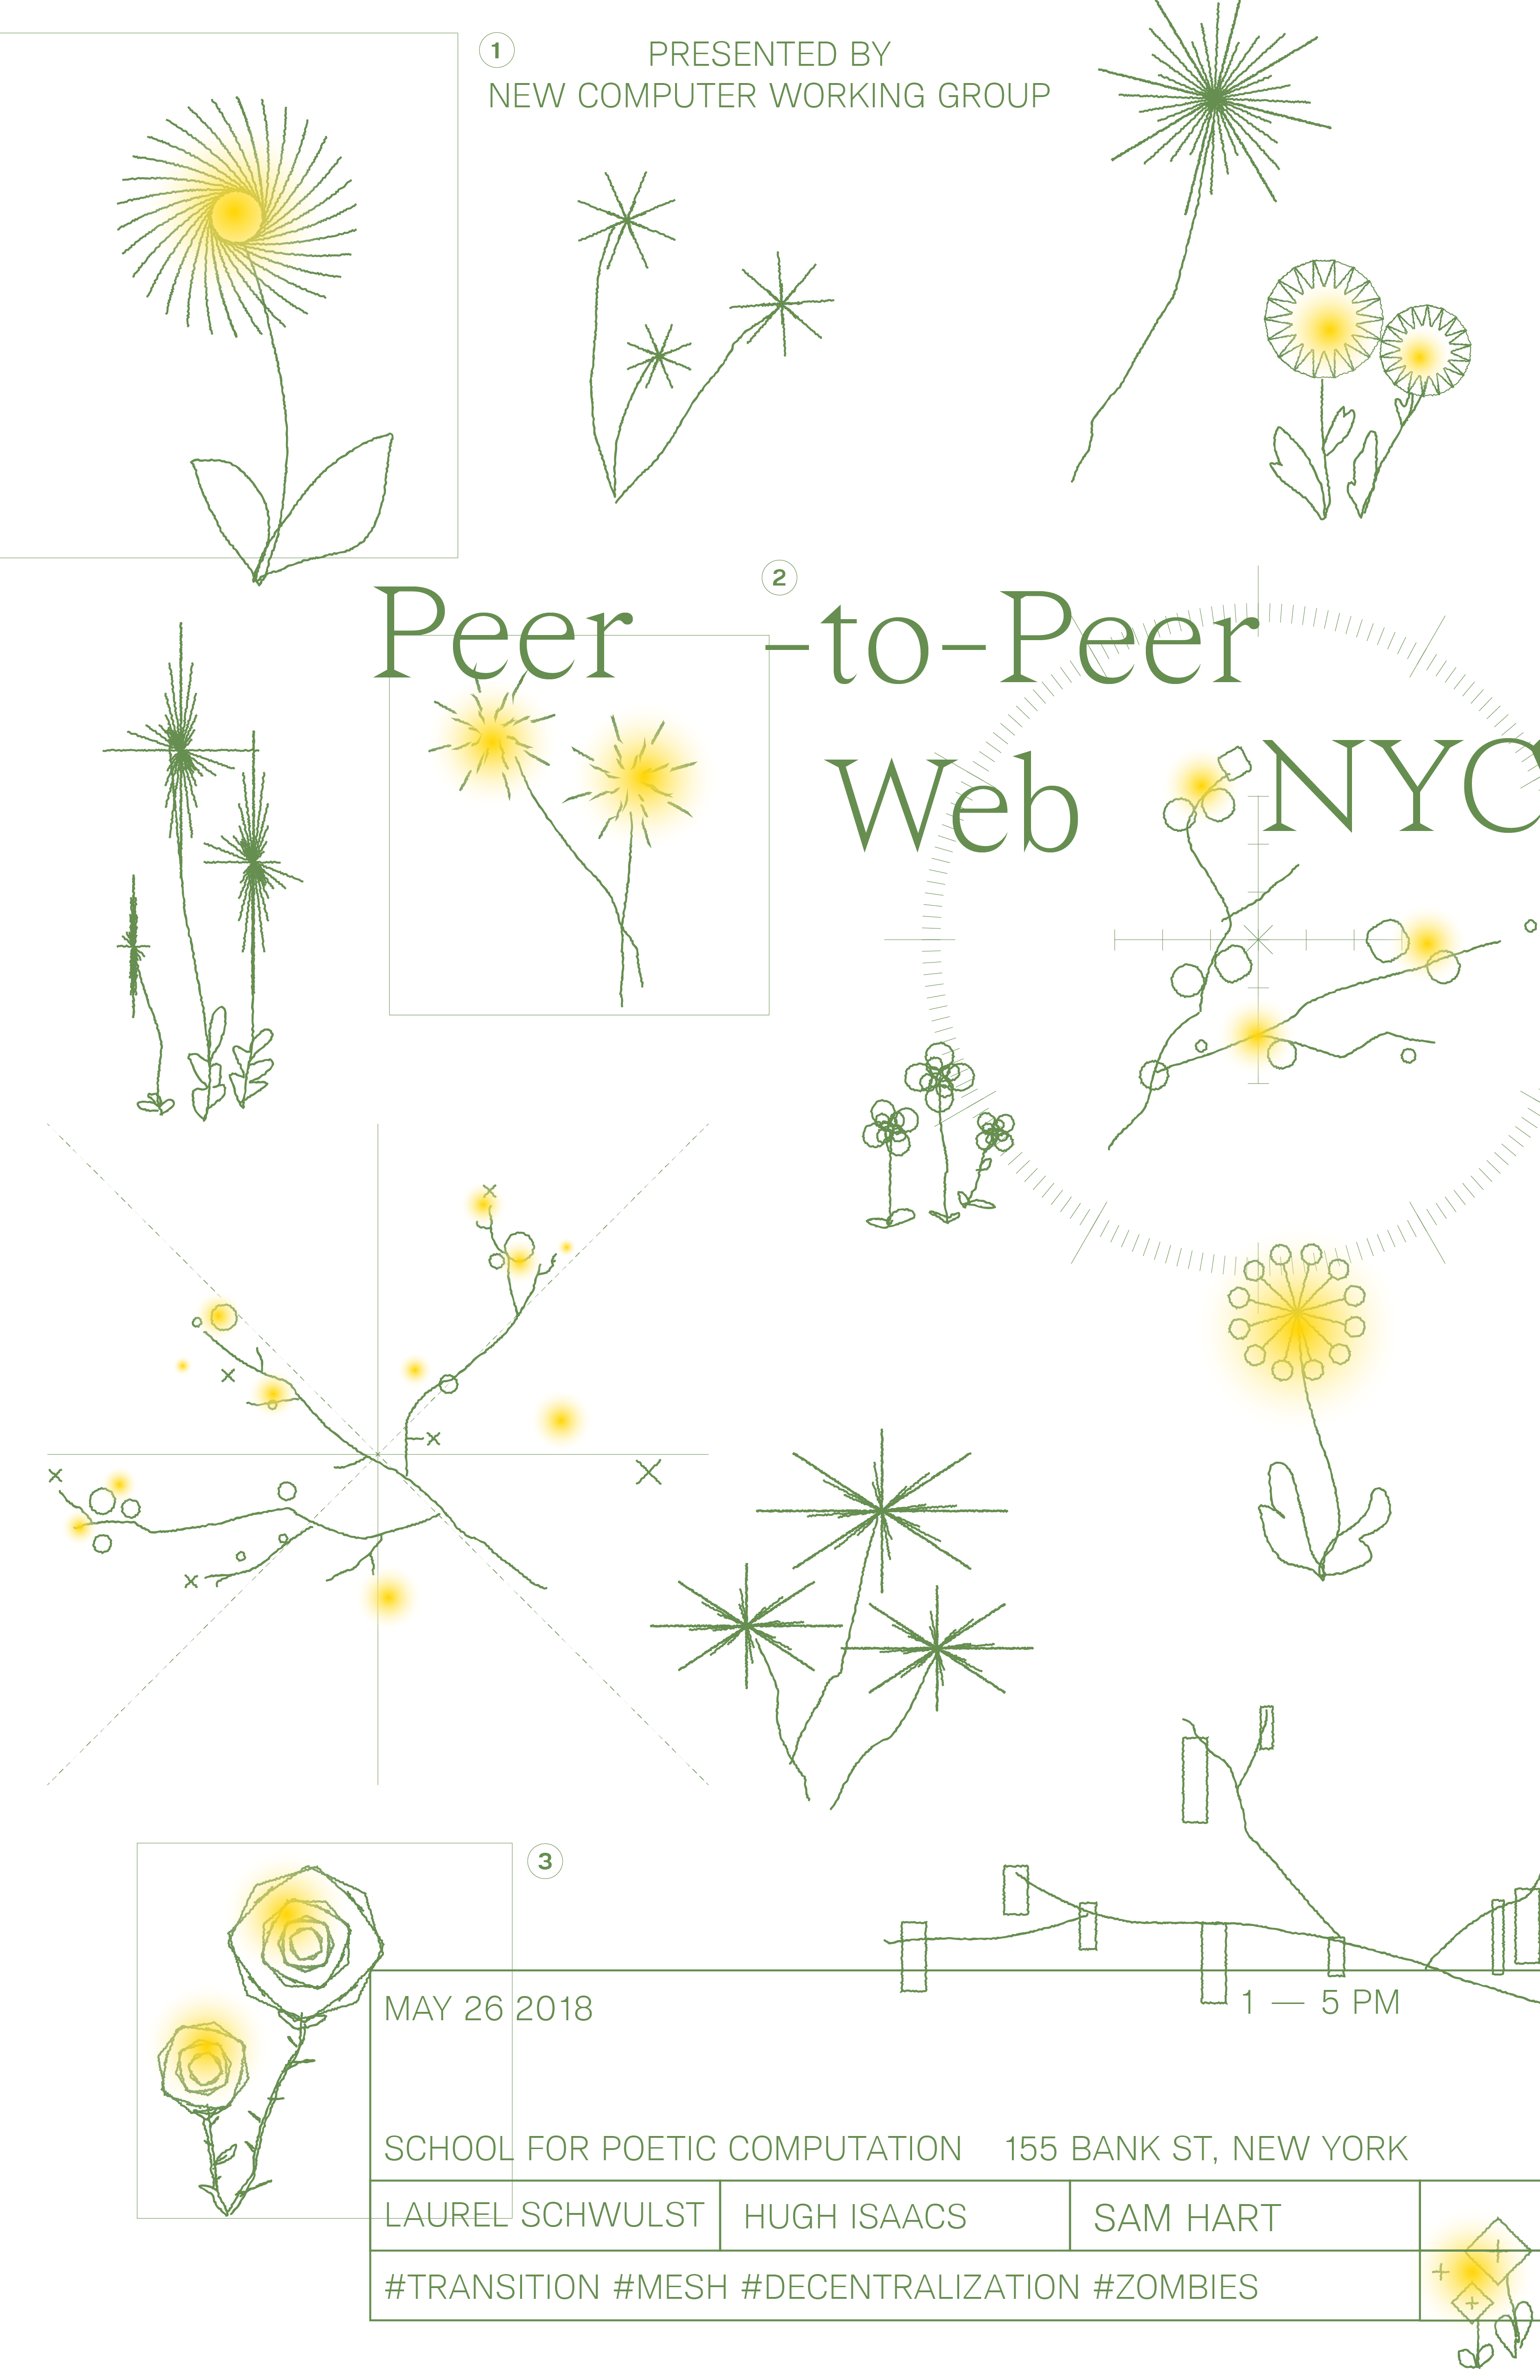 1
PRESENTED BY
NEW COMPUTER WORKING GROUP
2
Peer-to-Peer
Web NYC
3
MAY 26 2018 1 — 5 PM
SCHOOL FOR POETIC COMPUTATION 155 BANK ST, NEW YORK
LAUREL SCHWULST HUGH ISAACS SAM HART
#TRANSITION #MESH #DECENTRALIZATION #ZOMBIES